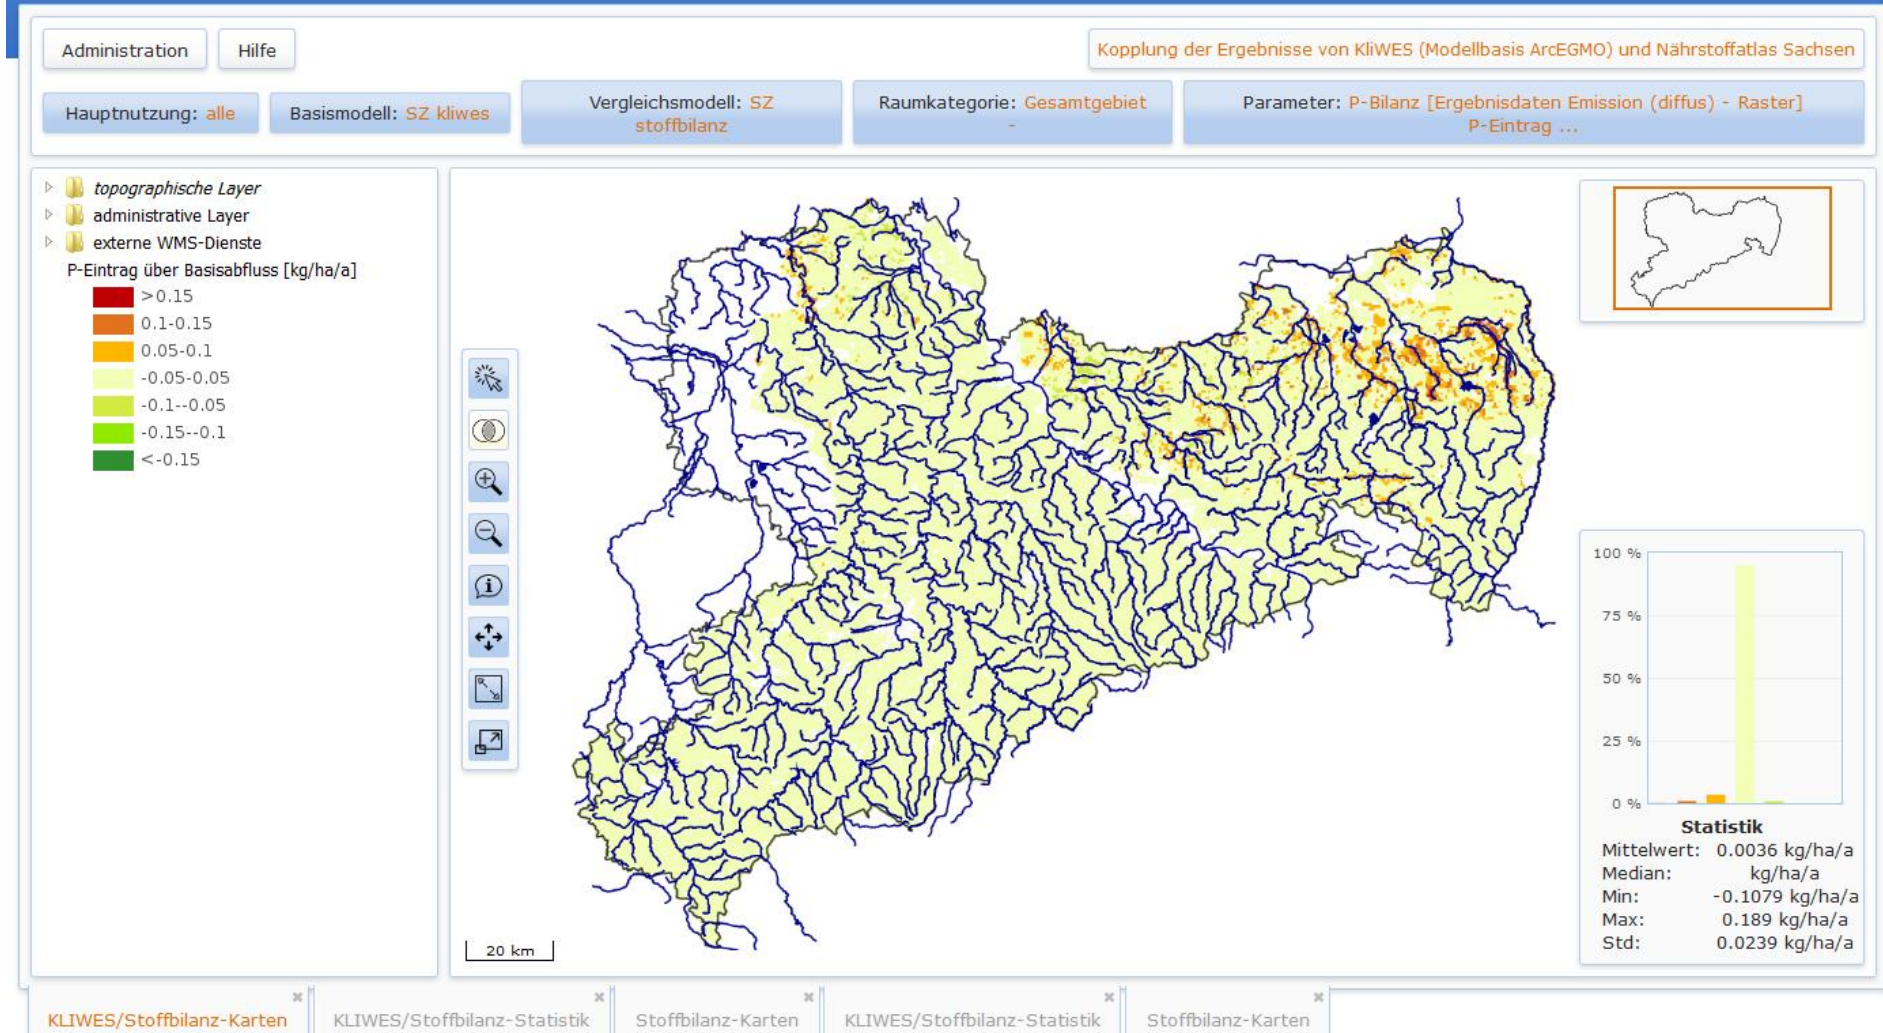 Administration
Hilfe
Kopplung der Ergebnisse von KliWES (Modellbasis ArcEGMO) und Nährstoffatlas Sachsen
Hauptnutzung: alle
Basismodell: SZ kliwes
Vergleichsmodell: SZ
stoffbilanz
Raumkategorie: Gesamtgebiet
-
Parameter: P-Bilanz [Ergebnisdaten Emission (diffus) - Raster]
P-Eintrag ...
topographische Layer
administrative Layer
externe WMS-Dienste
P-Eintrag über Basisabfluss [kg/ha/a]
>0.15
0.1-0.15
0.05-0.1
-0.05-0.05
-0.1--0.05
-0.15--0.1
<-0.15
20 km
100 %
75 %
50 %
25 %
0 %
Statistik
Mittelwert: 0.0036 kg/ha/a
Median: kg/ha/a
Min: -0.1079 kg/ha/a
Max: 0.189 kg/ha/a
Std: 0.0239 kg/ha/a
KLIWES/Stoffbilanz-Karten
KLIWES/Stoffbilanz-Statistik
Stoffbilanz-Karten
KLIWES/Stoffbilanz-Statistik
Stoffbilanz-Karten